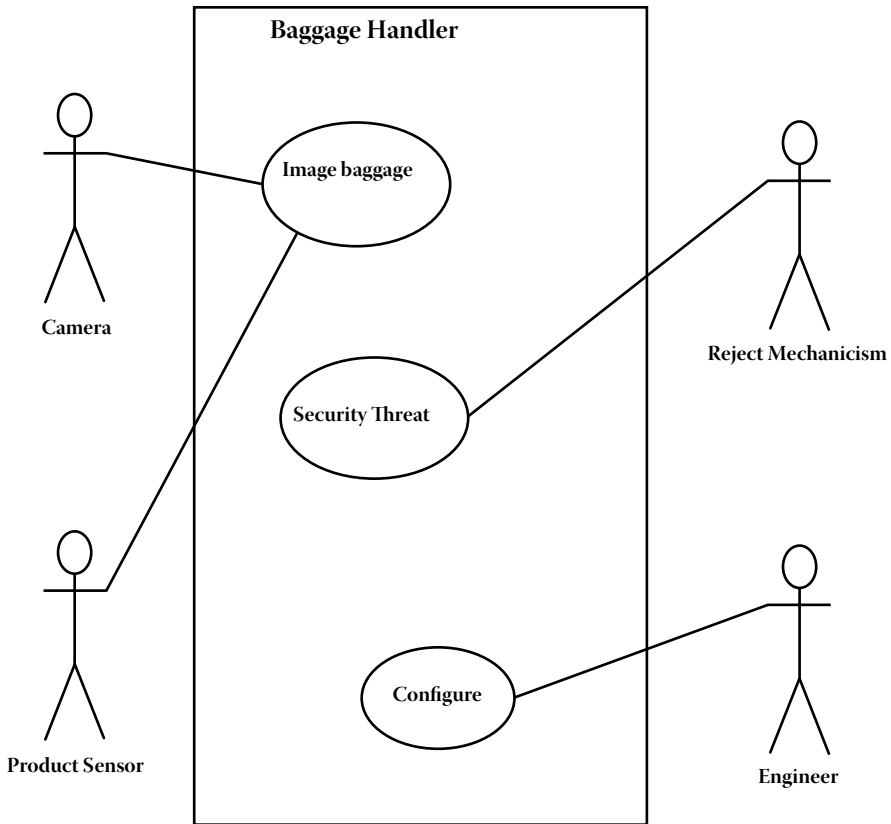 Baggage Handler
Image baggage
Camera
Reject Mechanicism
Security Threat
Configure
Product Sensor
Engineer